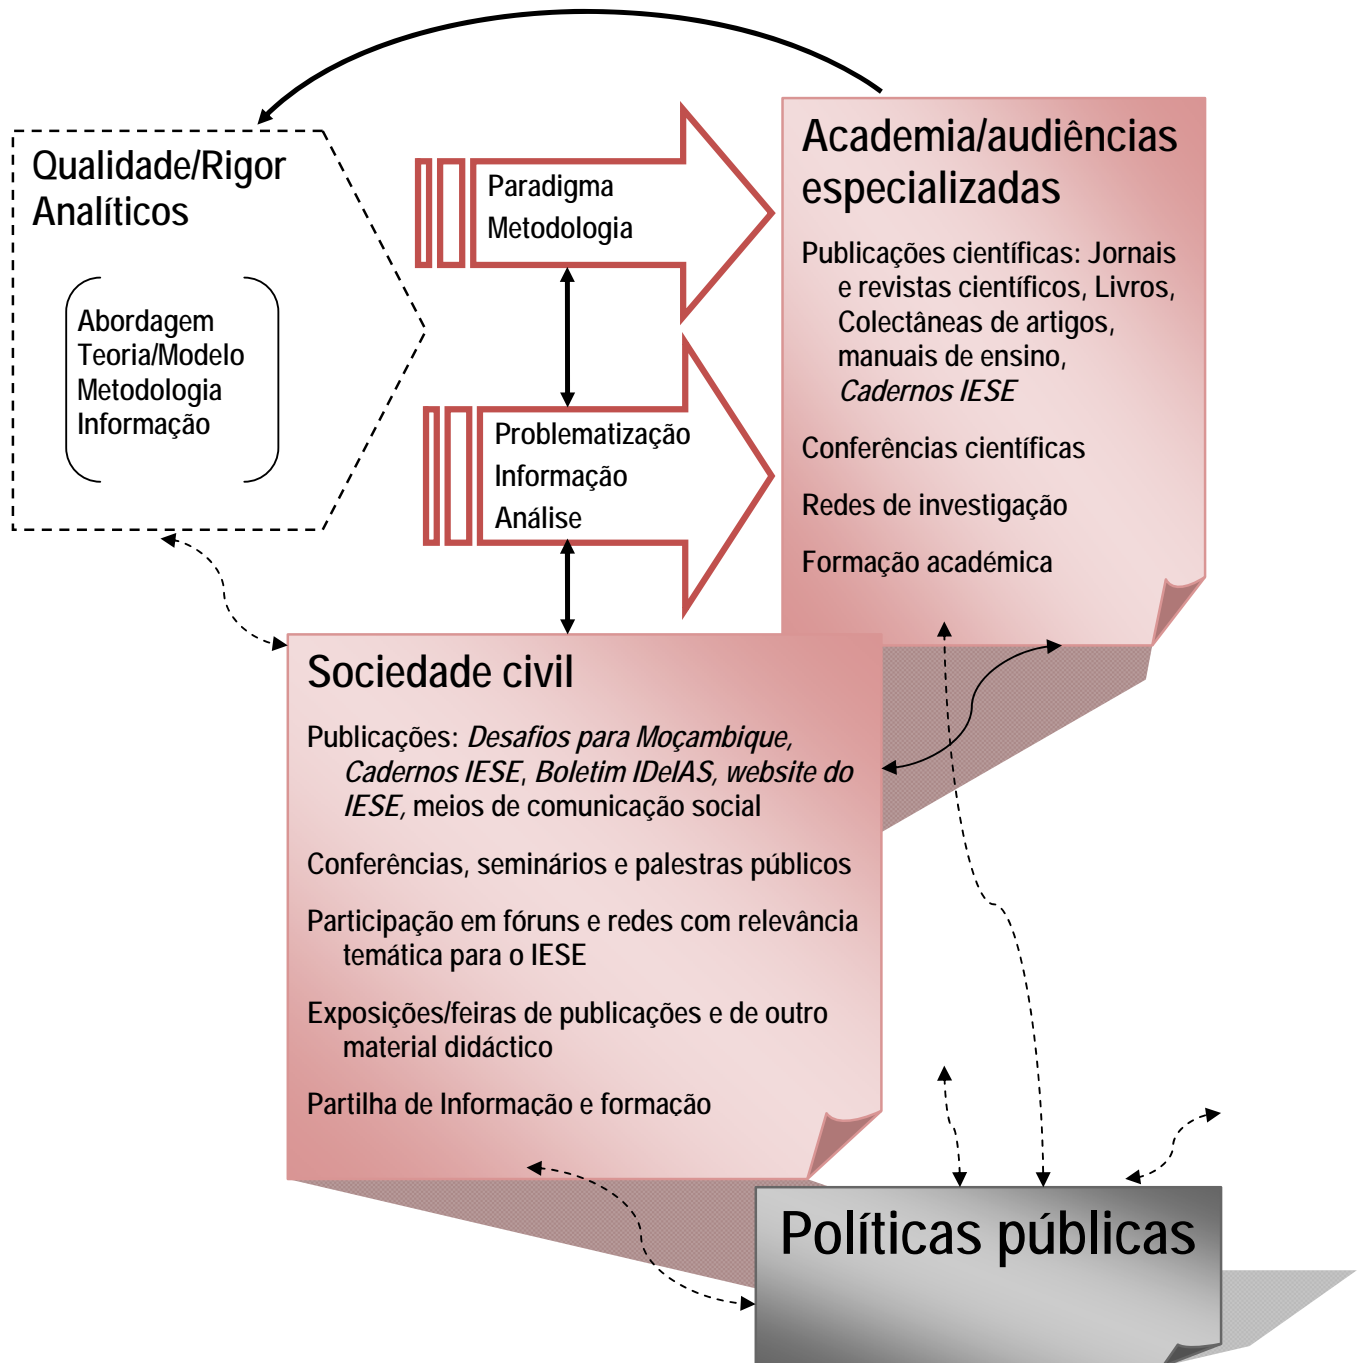 Qualidade/Rigor
Analíticos
Abordagem
Teoria/Modelo
Metodologia
Informação
Paradigma
Metodologia
Problematização
Informação
Análise
Academia/audiências
especializadas
Publicações científicas: Jornais
e revistas científicos, Livros,
Colectâneas de artigos,
manuais de ensino,
Cadernos IESE
Conferências científicas
Redes de investigação
Formação académica
Sociedade civil
Publicações: Desafios para Moçambique,
Cadernos IESE, Boletim IDeIAS, website do
IESE, meios de comunicação social
Conferências, seminários e palestras públicos
Participação em fóruns e redes com relevância
temática para o IESE
Exposições/feiras de publicações e de outro
material didáctico
Partilha de Informação e formação
Políticas públicas